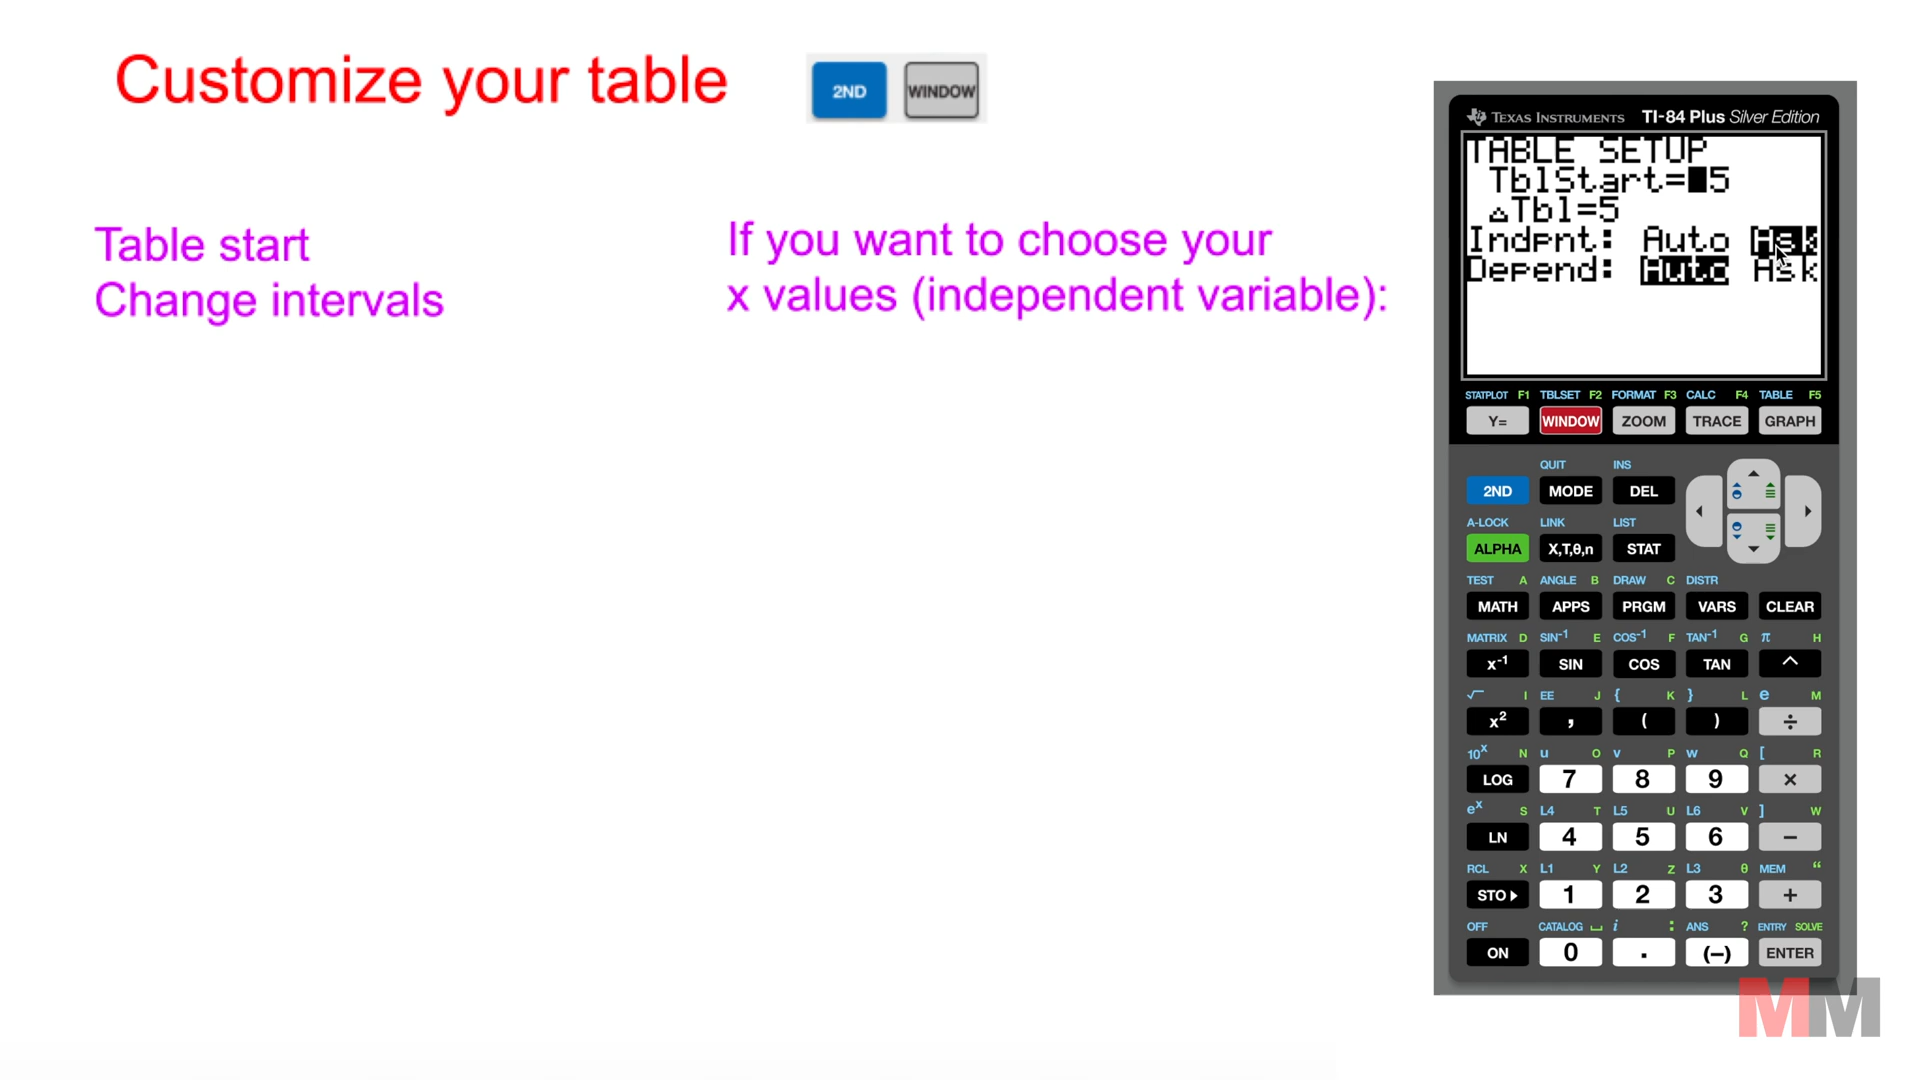 Customize your table
2ND WINDOW
Table start
Change intervals
If you want to choose your
x values (independent variable):
TEXAS INSTRUMENTS TI-84 Plus Silver Edition
TABLE SETUP
TblStart=5
△Tbl=5
Indpnt: Auto Ask
Depend: Auto Ask
STATPLOT F1 TBLSET F2 FORMAT F3 CALC F4 TABLE F5
Y= WINDOW ZOOM TRACE GRAPH
QUIT INS
2ND MODE DEL
A-LOCK LINK LIST
ALPHA X,T,θ,n STAT
TEST A ANGLE B DRAW C DISTR
MATH APPS PRGM VARS CLEAR
MATRIX D SIN⁻¹ E COS⁻¹ F TAN⁻¹ G π H
x⁻¹ SIN COS TAN ^
√ I EE J { K } L e M
x² , ( ) ÷
10ˣ N u O v P w Q [ R
LOG 7 8 9 ×
eˣ S L4 T L5 U L6 V ] W
LN 4 5 6 −
RCL X L1 Y L2 Z L3 θ MEM “
STO▶ 1 2 3 +
OFF CATALOG ⎵ i : ANS ? ENTRY SOLVE
ON 0 . (–) ENTER
MM